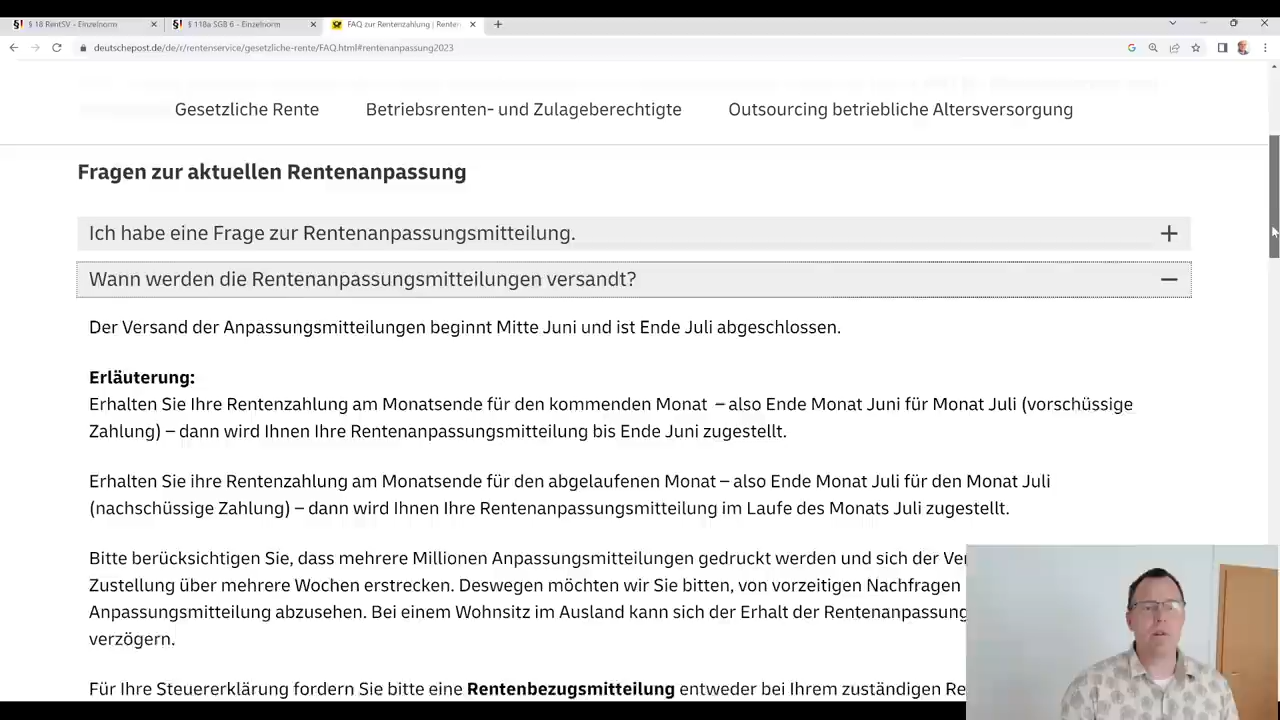 § 18 RentSV - Einzelnorm
§ 118a SGB 6 - Einzelnorm
FAQ zur Rentenzahlung | Renten
deutschepost.de/de/r/rentenservice/gesetzliche-rente/FAQ.html#rentenanpassung2023
Gesetzliche Rente
Betriebsrenten- und Zulageberechtigte
Outsourcing betriebliche Altersversorgung
Fragen zur aktuellen Rentenanpassung
Ich habe eine Frage zur Rentenanpassungsmitteilung.
Wann werden die Rentenanpassungsmitteilungen versandt?
Der Versand der Anpassungsmitteilungen beginnt Mitte Juni und ist Ende Juli abgeschlossen.
Erläuterung:
Erhalten Sie Ihre Rentenzahlung am Monatsende für den kommenden Monat – also Ende Monat Juni für Monat Juli (vorschüssige
Zahlung) – dann wird Ihnen Ihre Rentenanpassungsmitteilung bis Ende Juni zugestellt.
Erhalten Sie ihre Rentenzahlung am Monatsende für den abgelaufenen Monat – also Ende Monat Juli für den Monat Juli
(nachschüssige Zahlung) – dann wird Ihnen Ihre Rentenanpassungsmitteilung im Laufe des Monats Juli zugestellt.
Bitte berücksichtigen Sie, dass mehrere Millionen Anpassungsmitteilungen gedruckt werden und sich der Ve
Zustellung über mehrere Wochen erstrecken. Deswegen möchten wir Sie bitten, von vorzeitigen Nachfragen
Anpassungsmitteilung abzusehen. Bei einem Wohnsitz im Ausland kann sich der Erhalt der Rentenanpassung
verzögern.
Für Ihre Steuererklärung fordern Sie bitte eine Rentenbezugsmitteilung entweder bei Ihrem zuständigen Re